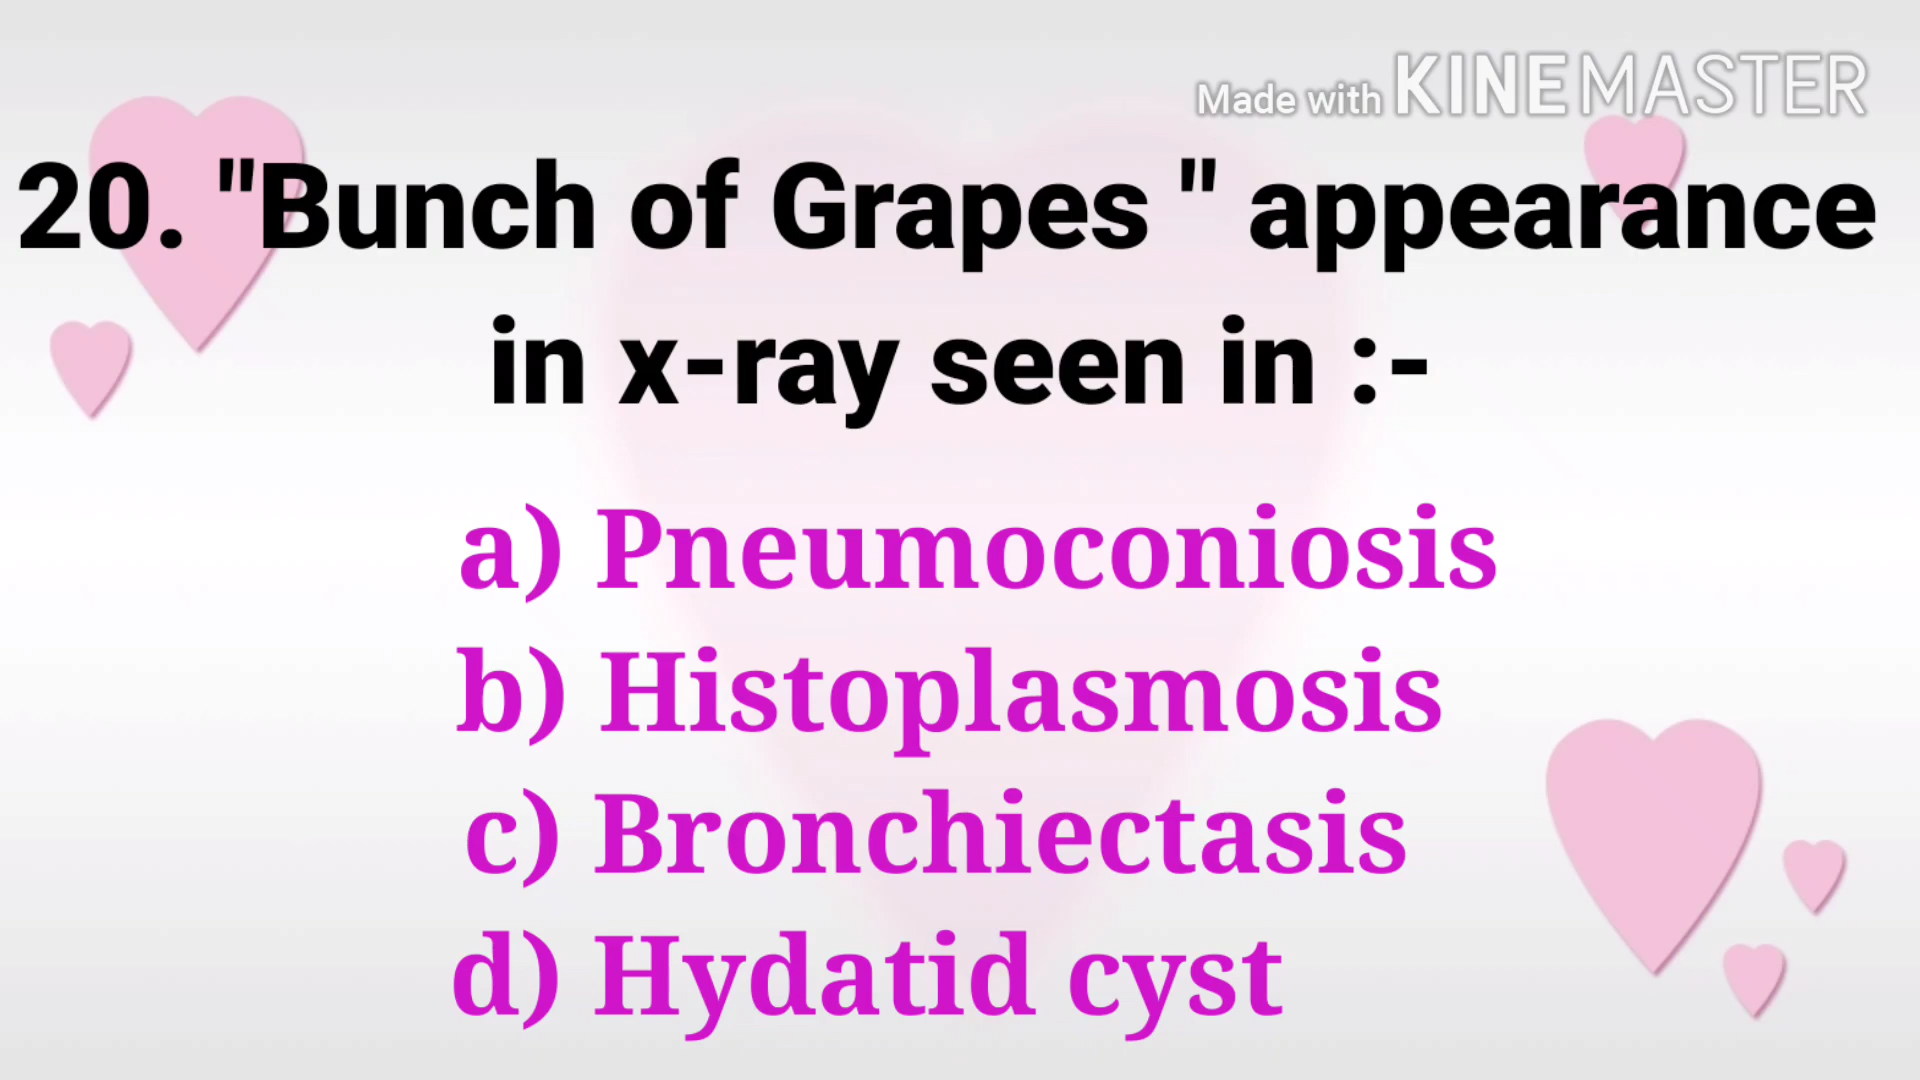 Made with KINEMASTER
20. "Bunch of Grapes " appearance
in x-ray seen in :-
a) Pneumoconiosis
b) Histoplasmosis
c) Bronchiectasis
d) Hydatid cyst